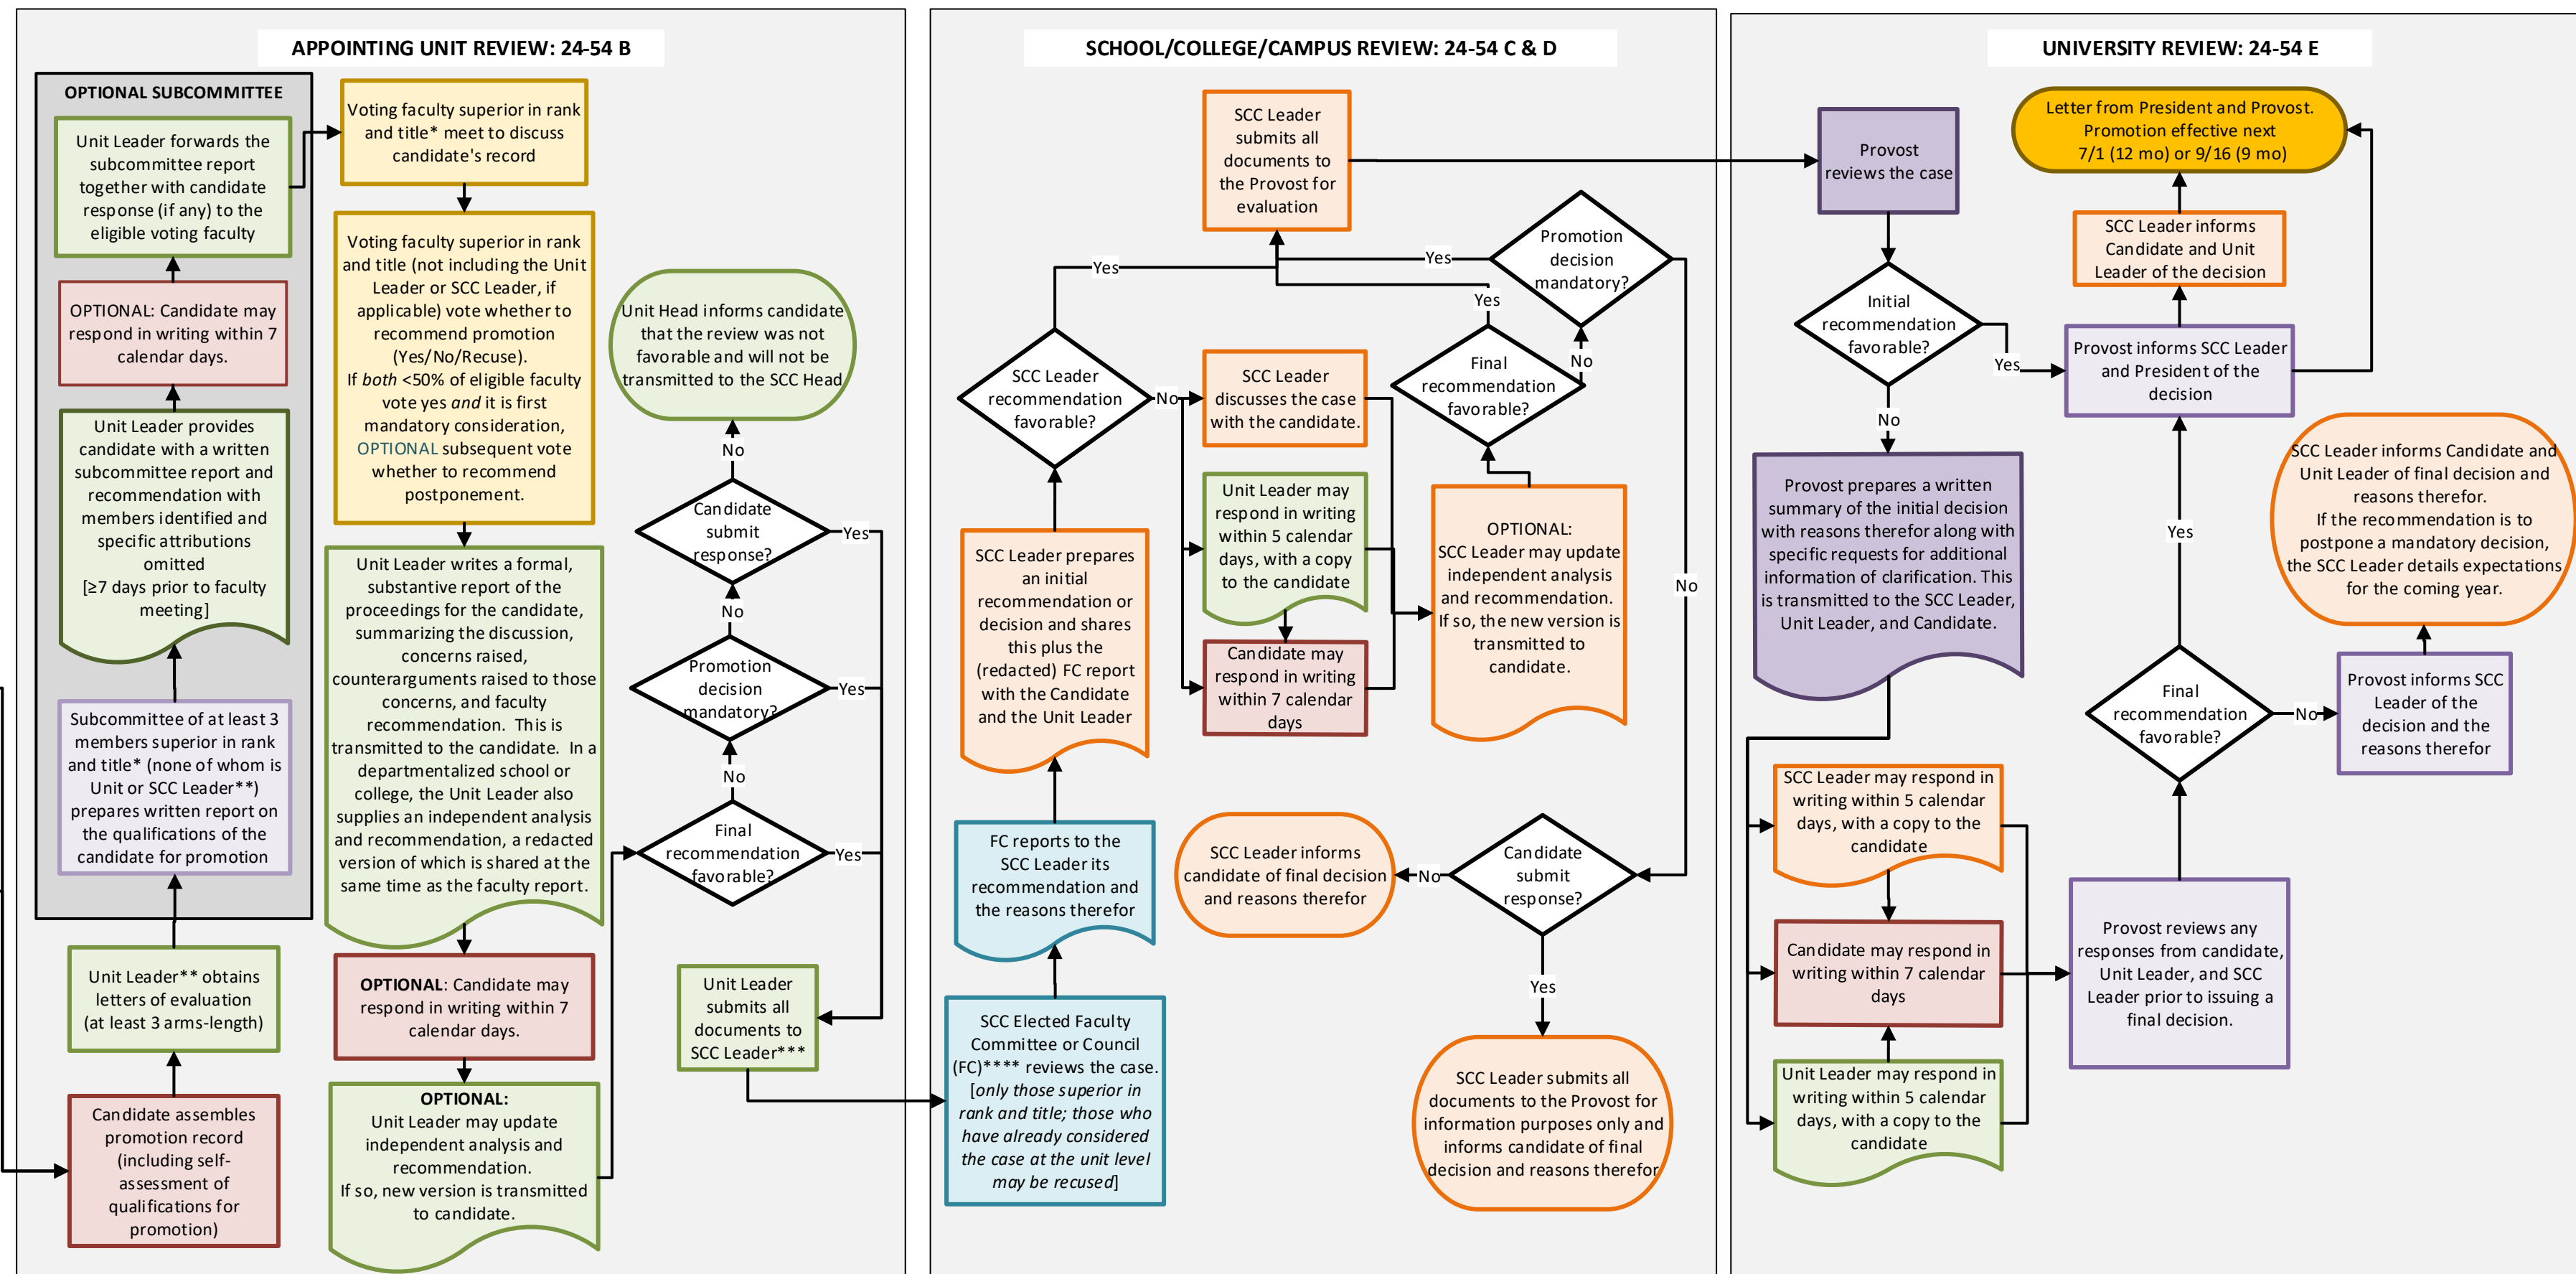 APPOINTING UNIT REVIEW: 24-54 B
OPTIONAL SUBCOMMITTEE
Unit Leader forwards the
subcommittee report
together with candidate
response (if any) to the
eligible voting faculty
OPTIONAL: Candidate may
respond in writing within 7
calendar days.
Unit Leader provides
candidate with a written
subcommittee report and
recommendation with
members identified and
specific attributions
omitted
[≥7 days prior to faculty
meeting]
Subcommittee of at least 3
members superior in rank
and title* (none of whom is
Unit or SCC Leader**)
prepares written report on
the qualifications of the
candidate for promotion
Unit Leader** obtains
letters of evaluation
(at least 3 arms-length)
Candidate assembles
promotion record
(including self-
assessment of
qualifications for
promotion)
Voting faculty superior in rank
and title* meet to discuss
candidate's record
Voting faculty superior in rank
and title (not including the Unit
Leader or SCC Leader, if
applicable) vote whether to
recommend promotion
(Yes/No/Recuse).
If both <50% of eligible faculty
vote yes and it is first
mandatory consideration,
OPTIONAL subsequent vote
whether to recommend
postponement.
Unit Leader writes a formal,
substantive report of the
proceedings for the candidate,
summarizing the discussion,
concerns raised,
counterarguments raised to those
concerns, and faculty
recommendation. This is
transmitted to the candidate. In a
departmentalized school or
college, the Unit Leader also
supplies an independent analysis
and recommendation, a redacted
version of which is shared at the
same time as the faculty report.
OPTIONAL: Candidate may
respond in writing within 7
calendar days.
OPTIONAL:
Unit Leader may update
independent analysis and
recommendation.
If so, new version is transmitted
to candidate.
Unit Head informs candidate
that the review was not
favorable and will not be
transmitted to the SCC Head
No
Candidate
submit
response?
Yes
No
Promotion
decision
mandatory?
Yes
No
Final
recommendation
favorable?
Yes
Unit Leader
submits all
documents to
SCC Leader***
SCHOOL/COLLEGE/CAMPUS REVIEW: 24-54 C & D
SCC Leader
submits all
documents to
the Provost for
evaluation
Yes
Yes
Promotion
decision
mandatory?
Yes
No
SCC Leader
recommendation
favorable?
No
SCC Leader
discusses the case
with the candidate.
Final
recommendation
favorable?
Unit Leader may
respond in writing
within 5 calendar
days, with a copy
to the candidate
Candidate may
respond in writing
within 7 calendar
days
OPTIONAL:
SCC Leader may update
independent analysis
and recommendation.
If so, the new version is
transmitted to
candidate.
No
SCC Leader prepares
an initial
recommendation or
decision and shares
this plus the
(redacted) FC report
with the Candidate
and the Unit Leader
FC reports to the
SCC Leader its
recommendation and
the reasons therefor
SCC Elected Faculty
Committee or Council
(FC)**** reviews the case.
[only those superior in
rank and title; those who
have already considered
the case at the unit level
may be recused]
SCC Leader informs
candidate of final decision
and reasons therefor
No
Candidate
submit
response?
Yes
SCC Leader submits all
documents to the Provost for
information purposes only and
informs candidate of final
decision and reasons therefor
UNIVERSITY REVIEW: 24-54 E
Provost
reviews the case
Initial
recommendation
favorable?
Yes
No
Provost prepares a written
summary of the initial decision
with reasons therefor along with
specific requests for additional
information of clarification. This
is transmitted to the SCC Leader,
Unit Leader, and Candidate.
SCC Leader may respond in
writing within 5 calendar
days, with a copy to the
candidate
Candidate may respond in
writing within 7 calendar
days
Unit Leader may respond in
writing within 5 calendar
days, with a copy to the
candidate
Letter from President and Provost.
Promotion effective next
7/1 (12 mo) or 9/16 (9 mo)
SCC Leader informs
Candidate and Unit
Leader of the decision
Provost informs SCC Leader
and President of the
decision
Yes
Final
recommendation
favorable?
No
Provost reviews any
responses from candidate,
Unit Leader, and SCC
Leader prior to issuing a
final decision.
SCC Leader informs Candidate and
Unit Leader of final decision and
reasons therefor.
If the recommendation is to
postpone a mandatory decision,
the SCC Leader details expectations
for the coming year.
Provost informs SCC
Leader of the
decision and the
reasons therefor